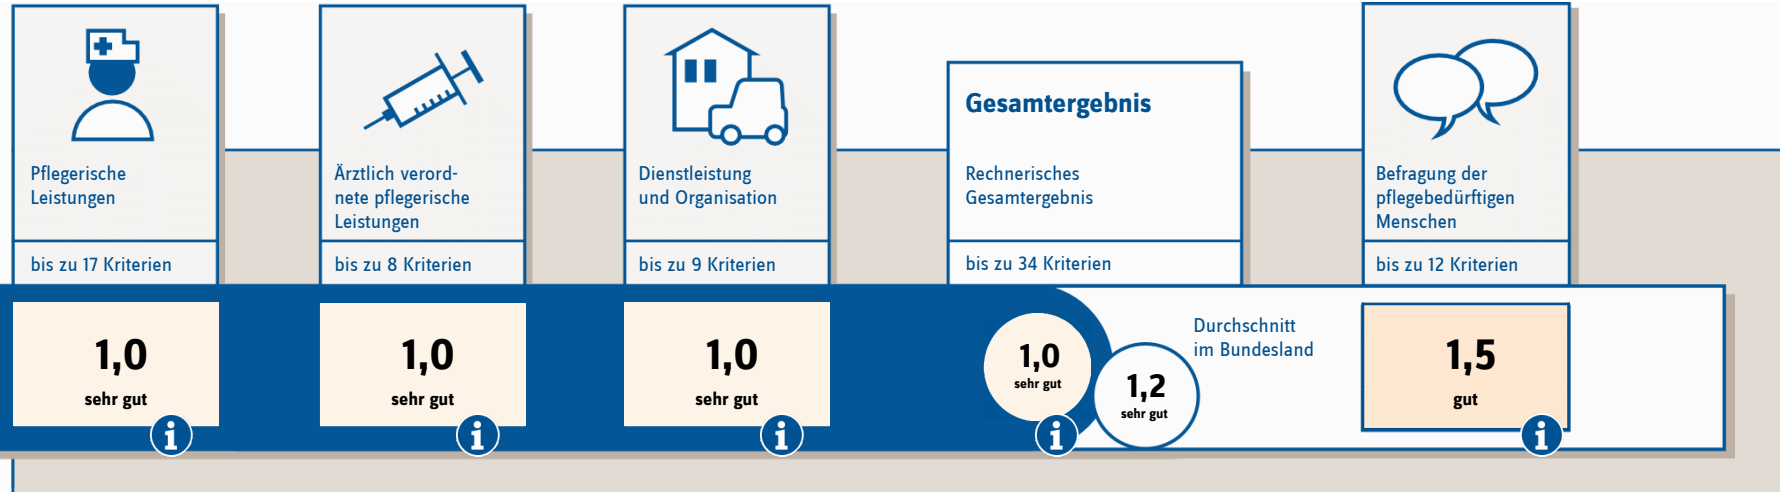 Pflegerische
Leistungen
bis zu 17 Kriterien
1,0
sehr gut
i
Ärztlich verord-
nete pflegerische
Leistungen
bis zu 8 Kriterien
1,0
sehr gut
i
Dienstleistung
und Organisation
bis zu 9 Kriterien
1,0
sehr gut
i
Gesamtergebnis
Rechnerisches
Gesamtergebnis
bis zu 34 Kriterien
1,0
sehr gut
i
1,2
sehr gut
Durchschnitt
im Bundesland
Befragung der
pflegebedürftigen
Menschen
bis zu 12 Kriterien
1,5
gut
i